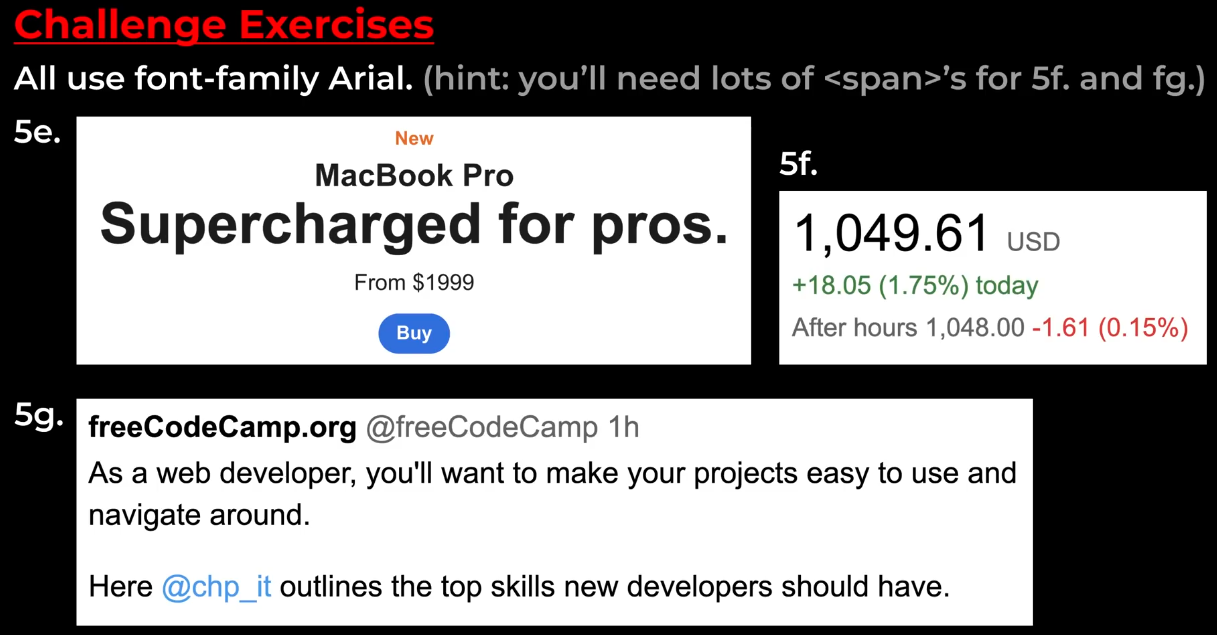 Challenge Exercises
All use font-family Arial. (hint: you’ll need lots of <span>’s for 5f. and fg.)
5e.
New
MacBook Pro
Supercharged for pros.
From $1999
Buy
5f.
1,049.61 USD
+18.05 (1.75%) today
After hours 1,048.00 -1.61 (0.15%)
5g.
freeCodeCamp.org @freeCodeCamp 1h
As a web developer, you'll want to make your projects easy to use and
navigate around.
Here @chp_it outlines the top skills new developers should have.